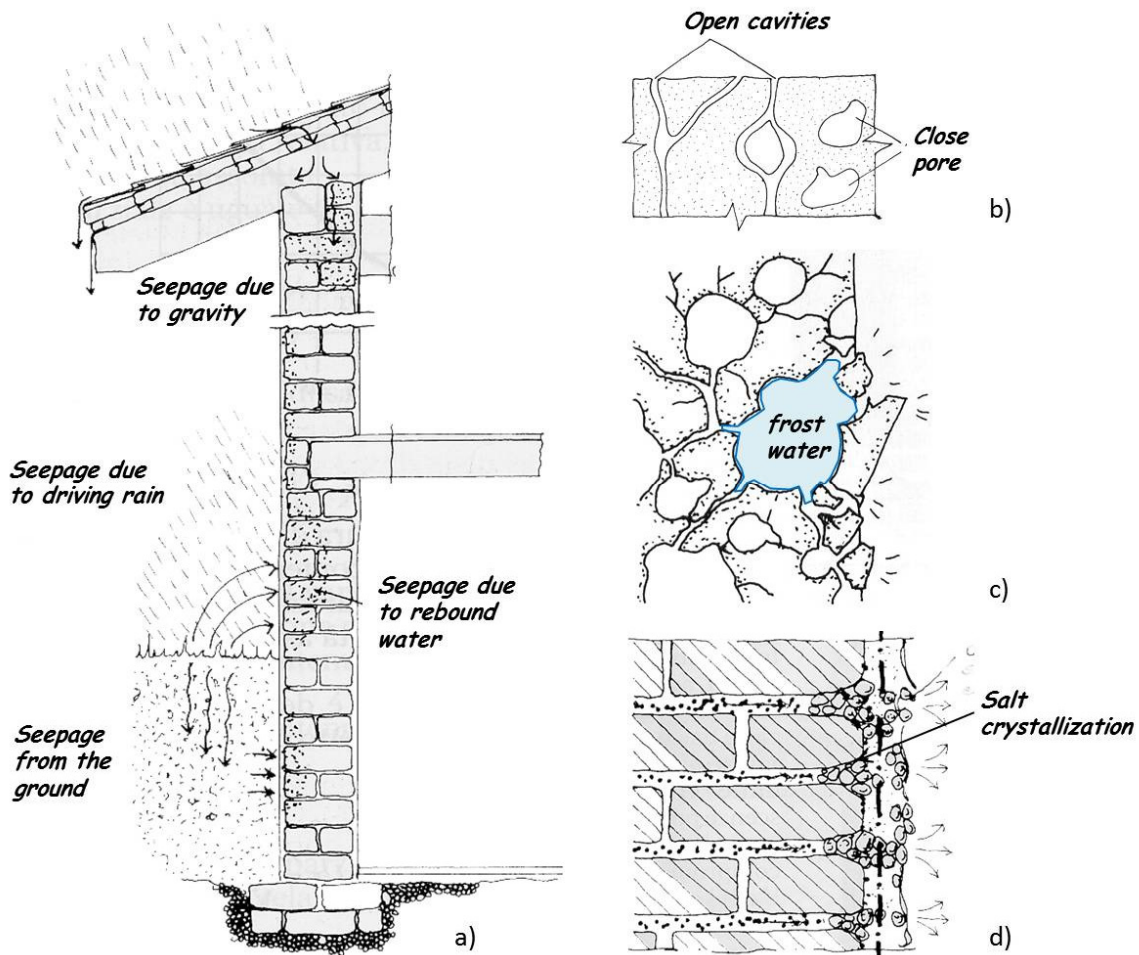 Seepage due
to gravity
Seepage due
to driving rain
Seepage due
to rebound
water
Seepage
from the
ground
a)
Open cavities
Close
pore
b)
frost
water
c)
Salt
crystallization
d)